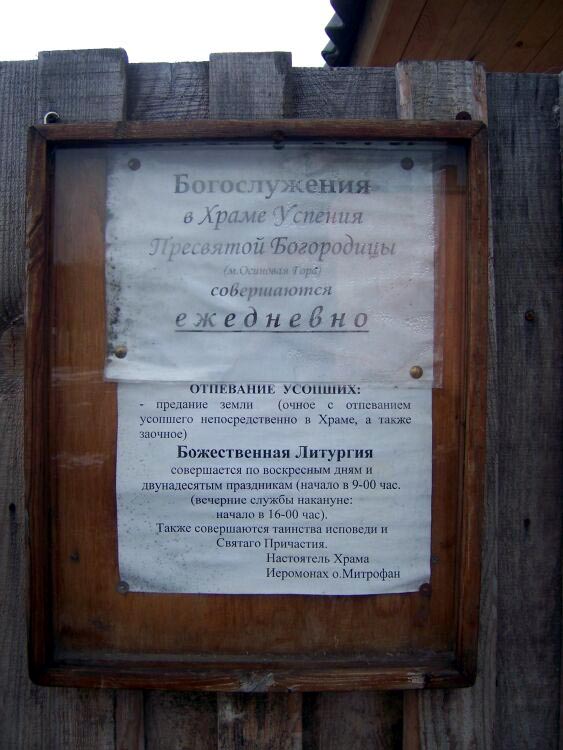 Богослужения
в Храме Успения
Пресвятой Богородицы
(м.Осиновая Гора)
совершаются
ежедневно
ОТПЕВАНИЕ УСОПШИХ:
- предание земли (очное с отпеванием
усопшего непосредственно в Храме, а также
заочное)
Божественная Литургия
совершается по воскресным дням и
двунадесятым праздникам (начало в 9-00 час.
(вечерние службы накануне:
начало в 16-00 час).
Также совершаются таинства исповеди и
Святаго Причастия.
Настоятель Храма
Иеромонах о.Митрофан